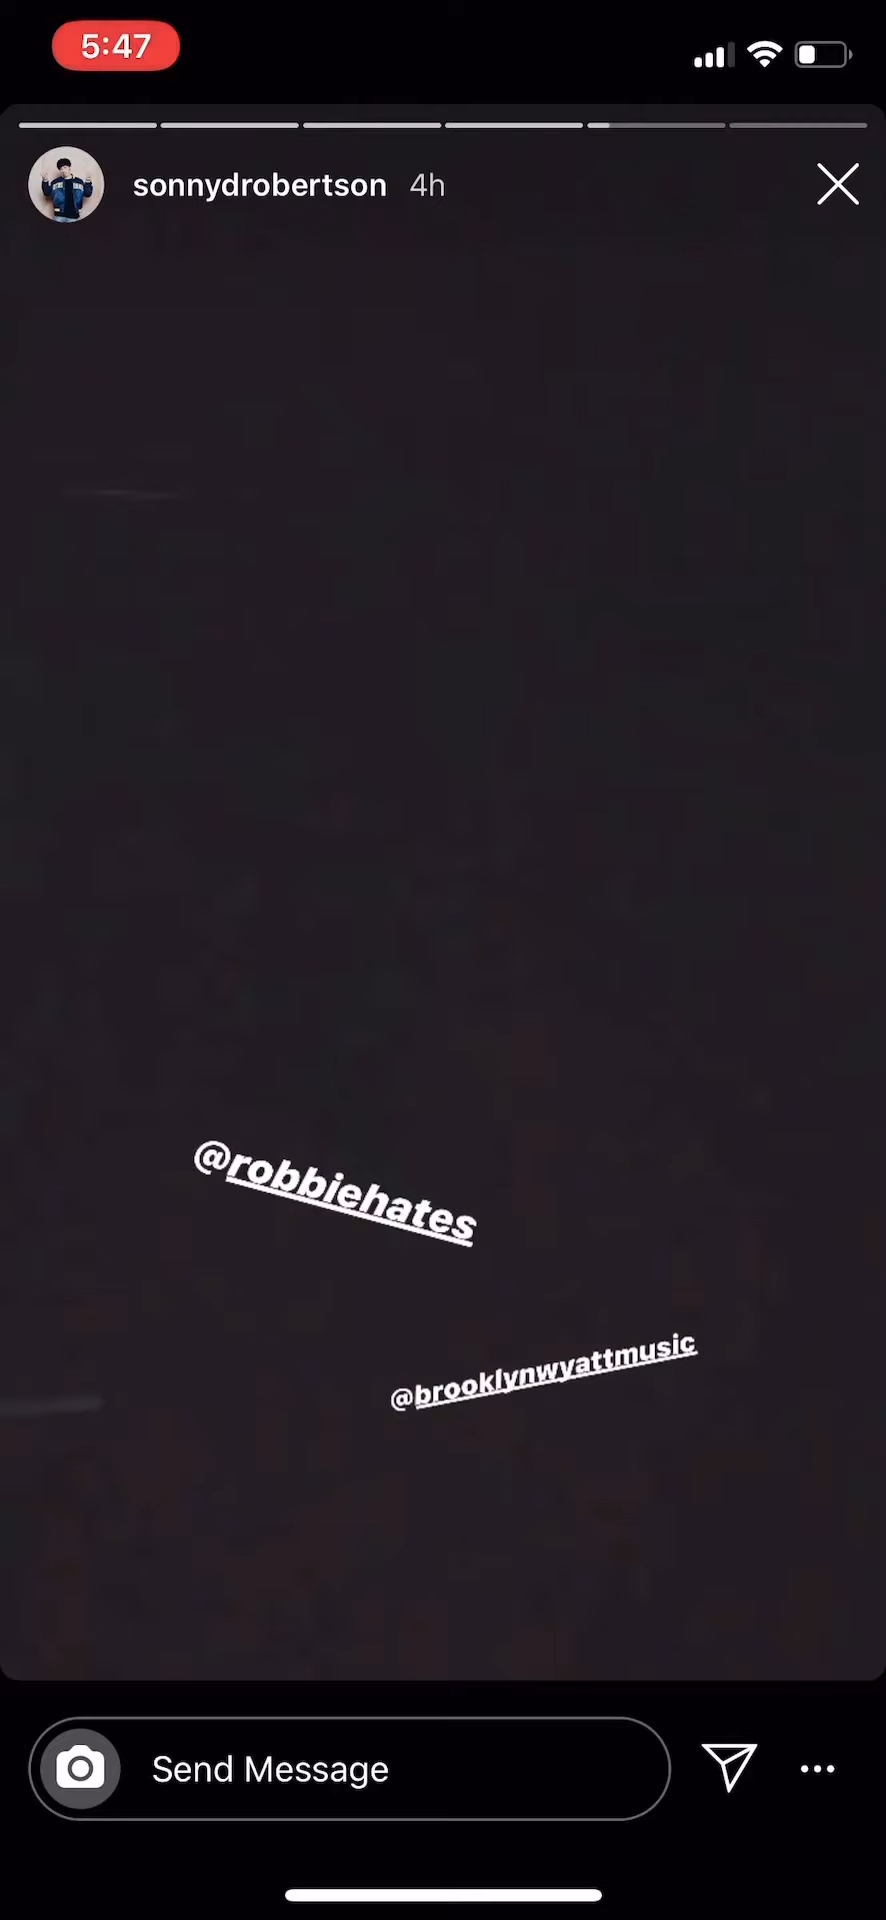 5:47
sonnydrobertson 4h
@robbiehates
@brooklynwyattmusic
Send Message